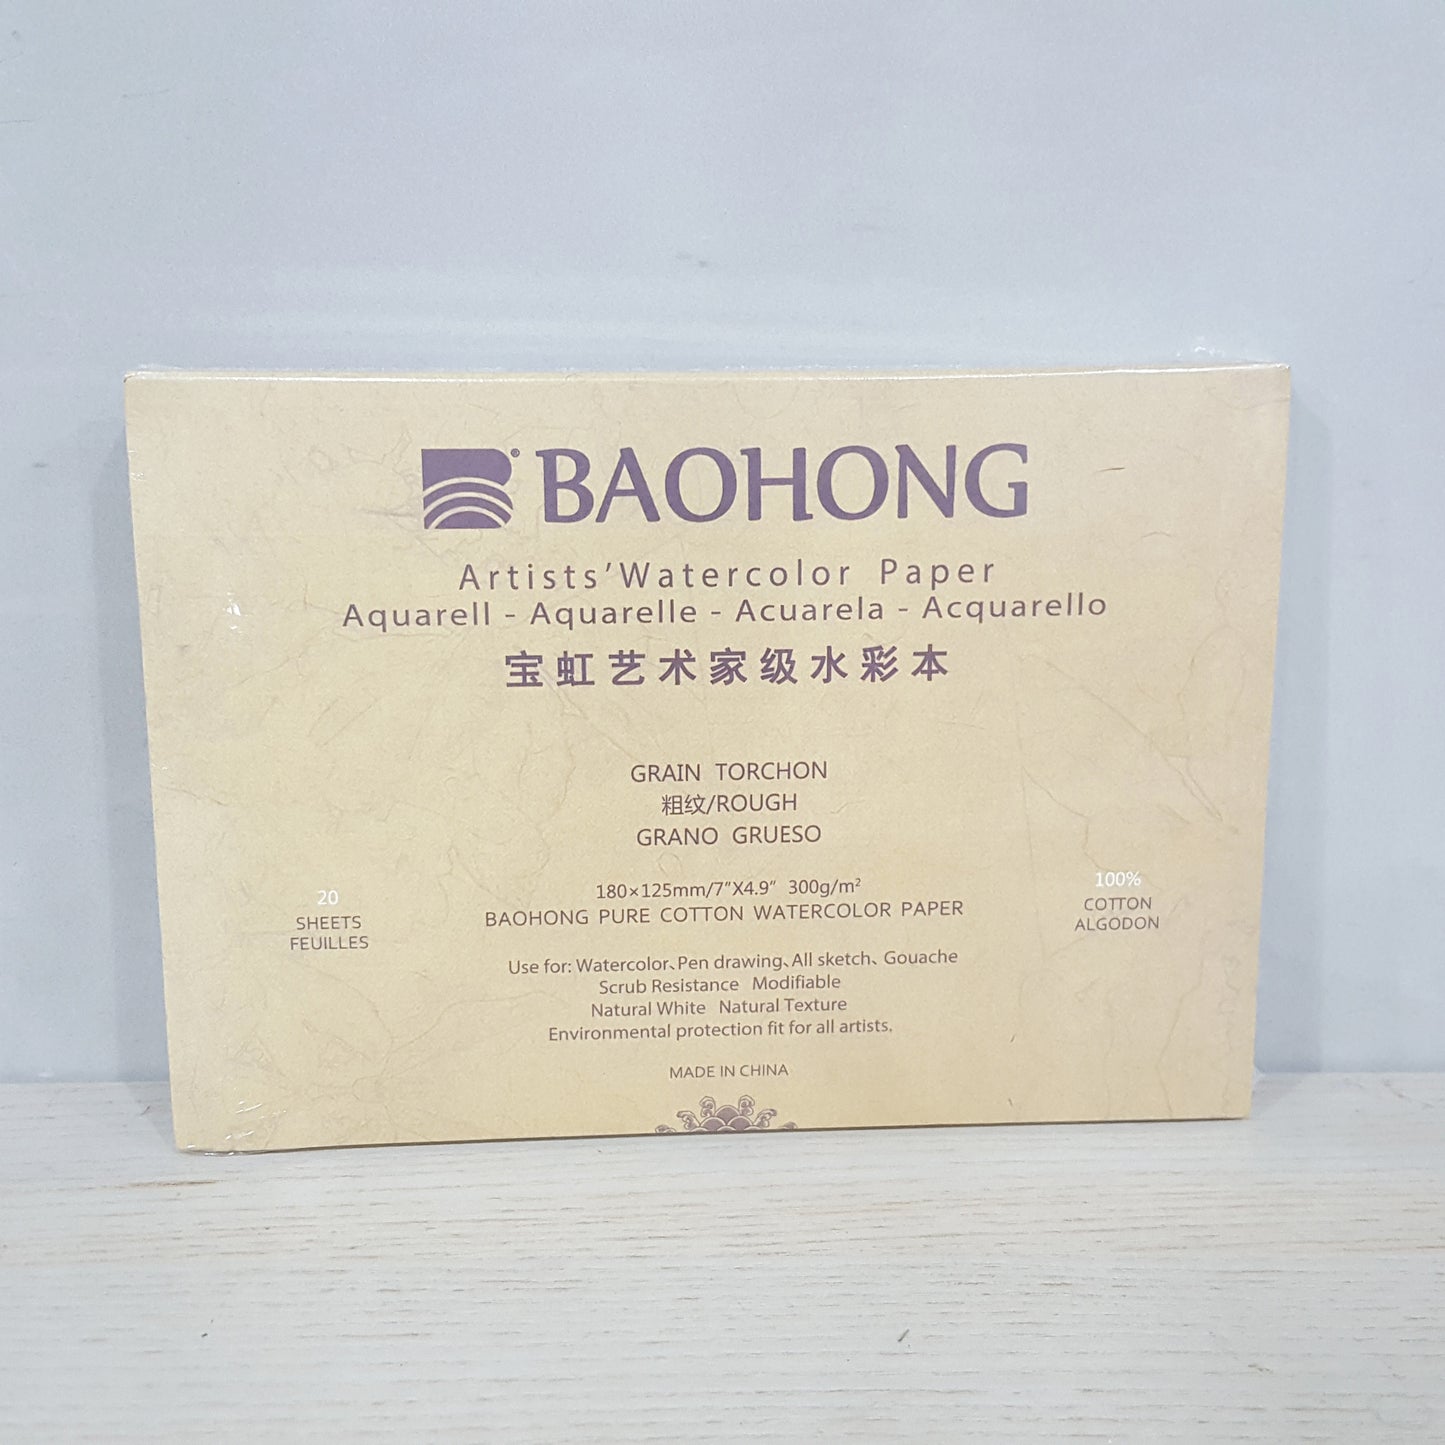 BAOHONG
Artists' Watercolor Paper
Aquarell - Aquarelle - Acuarela - Acquarello
宝虹艺术家级水彩本
GRAIN TORCHON
粗纹/ROUGH
GRANO GRUESO
180×125mm/7"X4.9" 300g/m²
BAOHONG PURE COTTON WATERCOLOR PAPER
20
SHEETS
FEUILLES
100%
COTTON
ALGODON
Use for: Watercolor、Pen drawing、All sketch、Gouache
Scrub Resistance Modifiable
Natural White Natural Texture
Environmental protection fit for all artists.
MADE IN CHINA